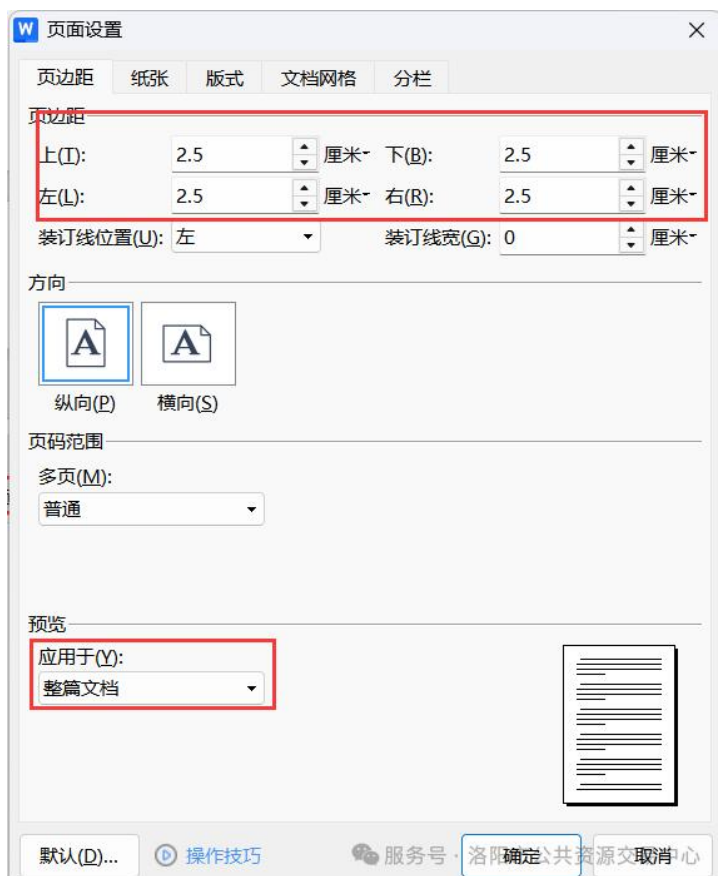 W 页面设置
页边距 纸张 版式 文档网格 分栏
页边距
上(T): 2.5 厘米 下(B): 2.5 厘米
左(L): 2.5 厘米 右(R): 2.5 厘米
装订线位置(U): 左 装订线宽(G): 0 厘米
方向
A A
纵向(P) 横向(S)
页码范围
多页(M):
普通
预览
应用于(Y):
整篇文档
默认(D)... 操作技巧 确定 取消
服务号 · 洛阳市公共资源交易中心